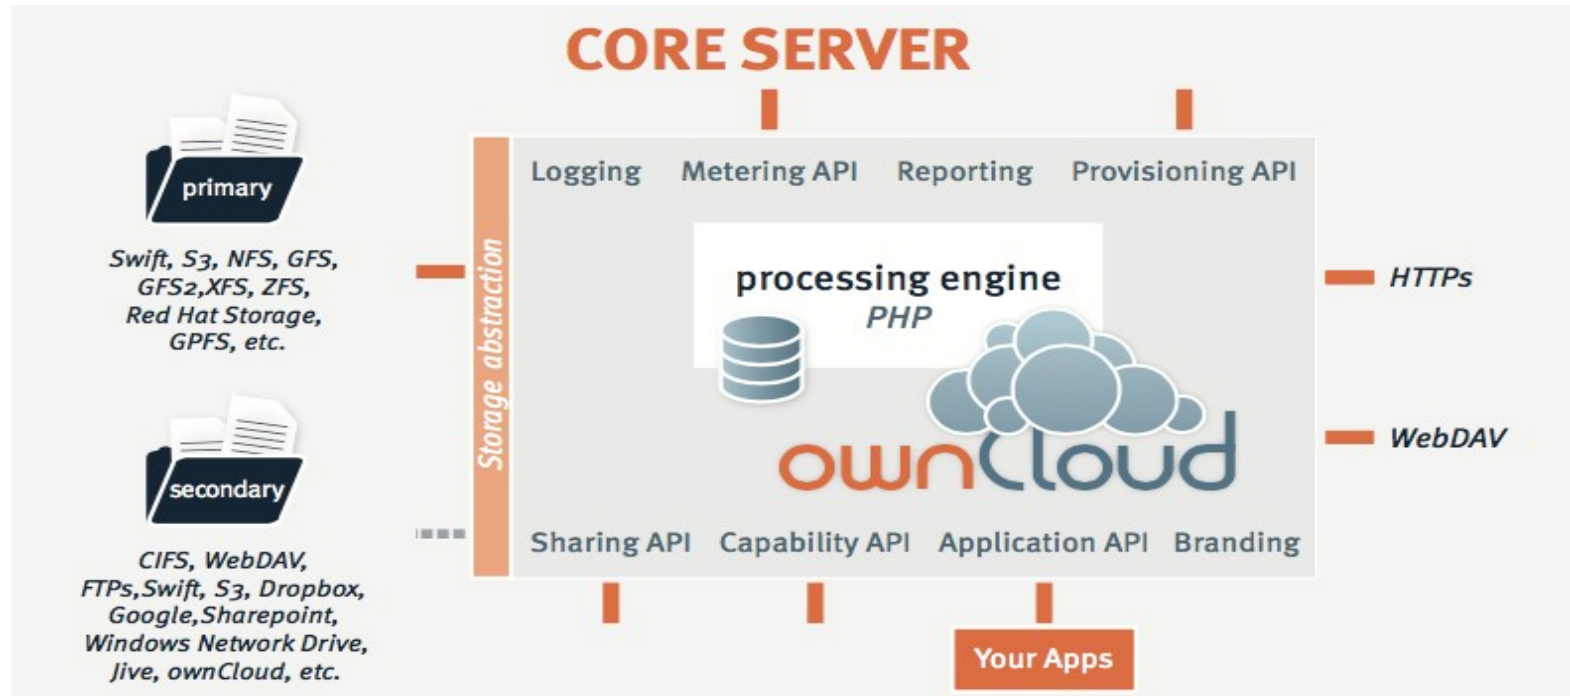 CORE SERVER
primary
Swift, S3, NFS, GFS,
GFS2,XFS, ZFS,
Red Hat Storage,
GPFS, etc.
secondary
CIFS, WebDAV,
FTPs,Swift, S3, Dropbox,
Google,Sharepoint,
Windows Network Drive,
Jive, ownCloud, etc.
Storage abstraction
Logging Metering API Reporting Provisioning API
processing engine
PHP
ownCloud
Sharing API Capability API Application API Branding
HTTPs
WebDAV
Your Apps